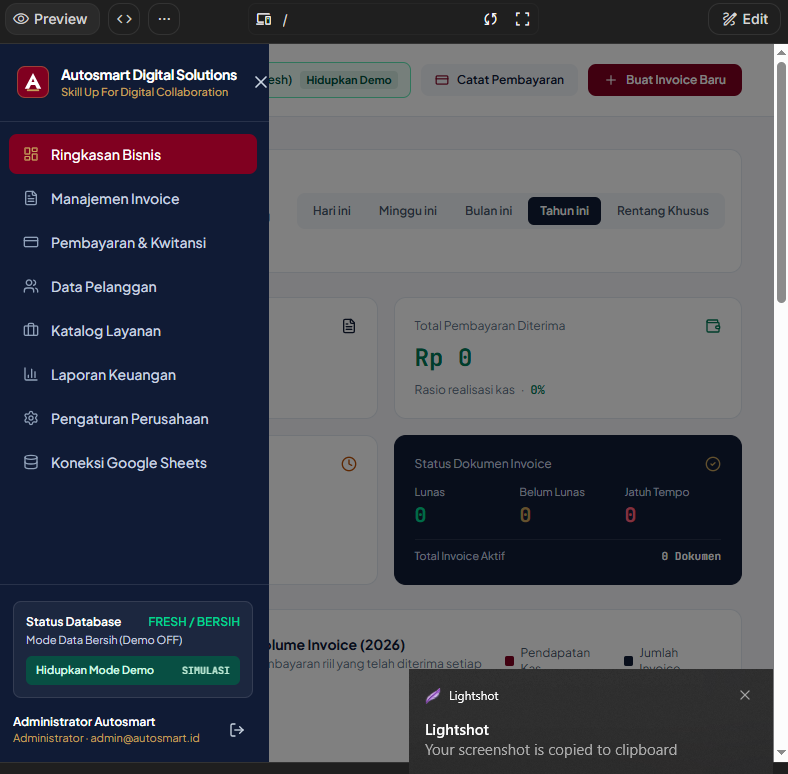 Preview
/
Edit
Autosmart Digital Solutions
Skill Up For Digital Collaboration
esh)
Hidupkan Demo
Catat Pembayaran
Buat Invoice Baru
Ringkasan Bisnis
Manajemen Invoice
Pembayaran & Kwitansi
Data Pelanggan
Katalog Layanan
Laporan Keuangan
Pengaturan Perusahaan
Koneksi Google Sheets
Hari ini
Minggu ini
Bulan ini
Tahun ini
Rentang Khusus
Total Pembayaran Diterima
Rp 0
Rasio realisasi kas · 0%
Status Dokumen Invoice
Lunas Belum Lunas Jatuh Tempo
0 0 0
Total Invoice Aktif 0 Dokumen
olume Invoice (2026)
mbayaran riil yang telah diterima setiap
Pendapatan
Kas
Jumlah
Invoice
Status Database FRESH / BERSIH
Mode Data Bersih (Demo OFF)
Hidupkan Mode Demo SIMULASI
Administrator Autosmart
Administrator · admin@autosmart.id
Lightshot
Lightshot
Your screenshot is copied to clipboard